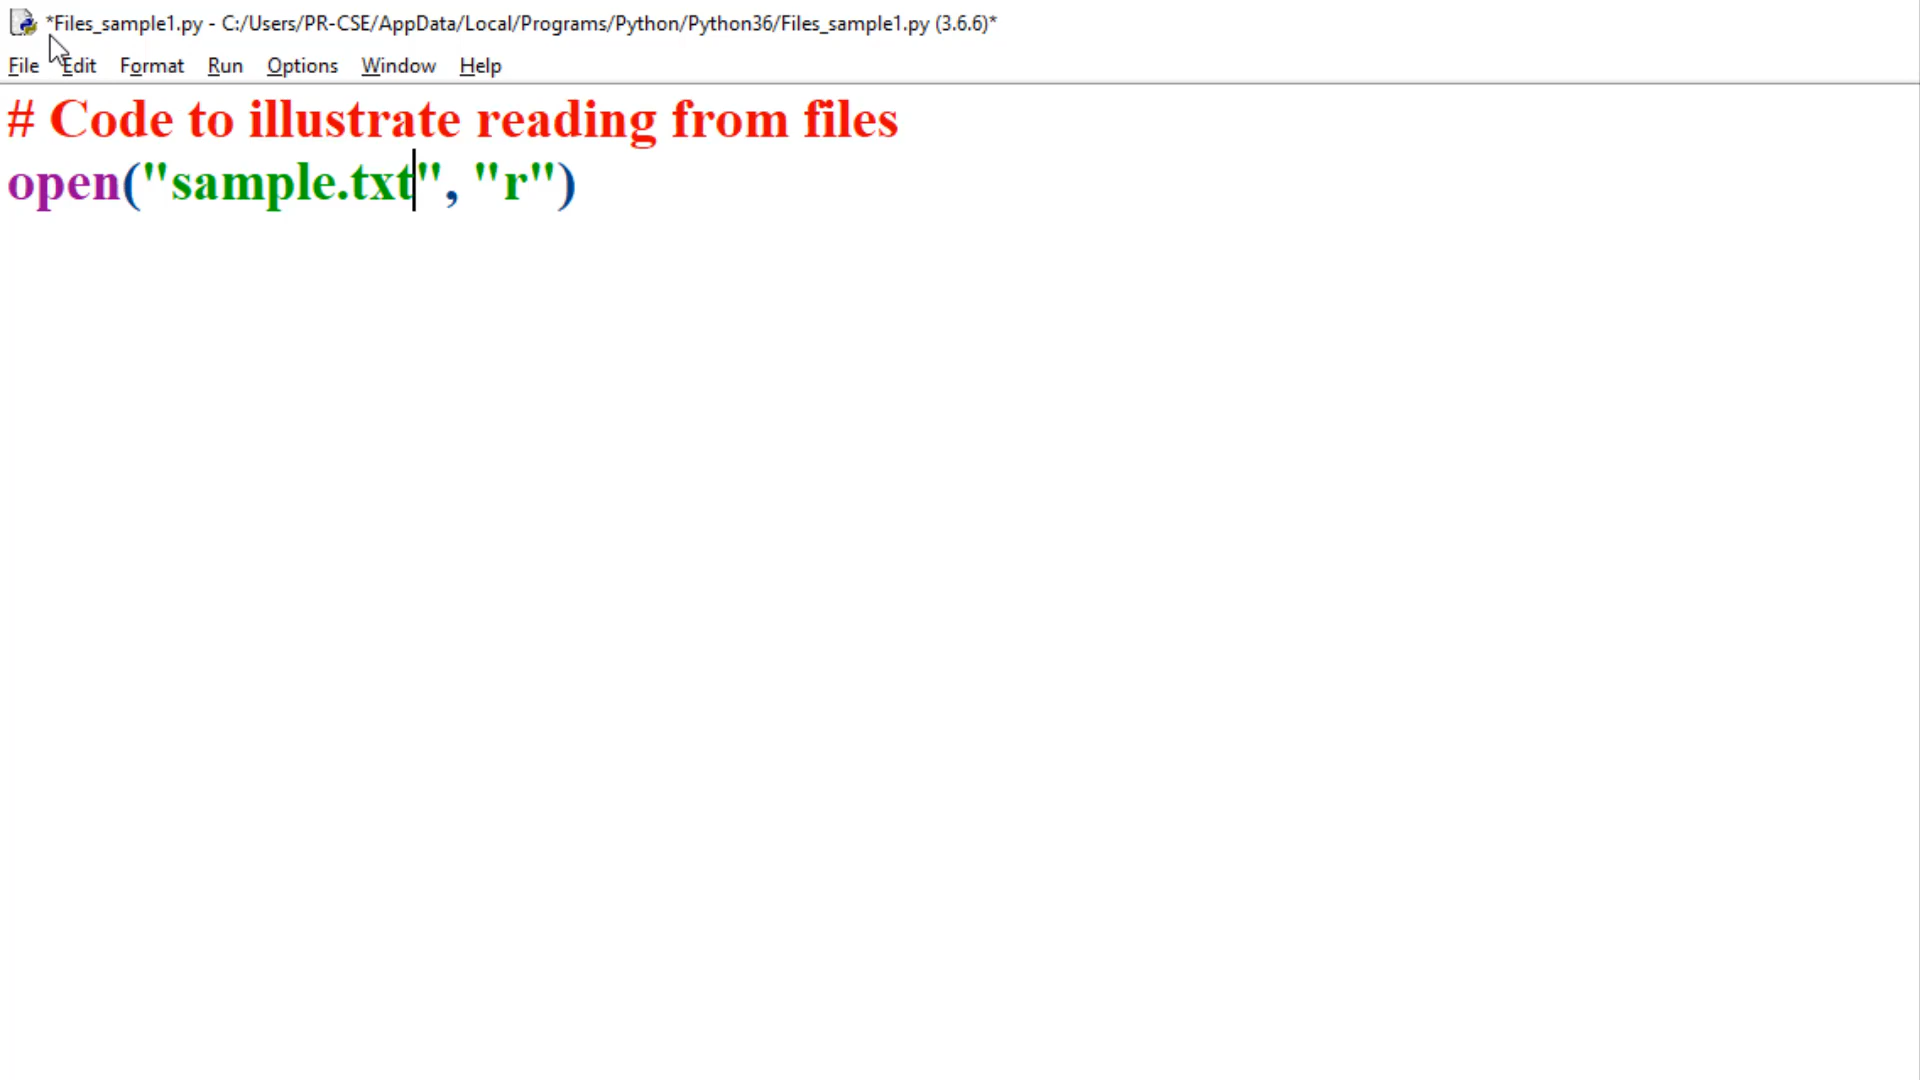 *Files_sample1.py - C:/Users/PR-CSE/AppData/Local/Programs/Python/Python36/Files_sample1.py (3.6.6)*
File Edit Format Run Options Window Help
# Code to illustrate reading from files
open("sample.txt", "r")